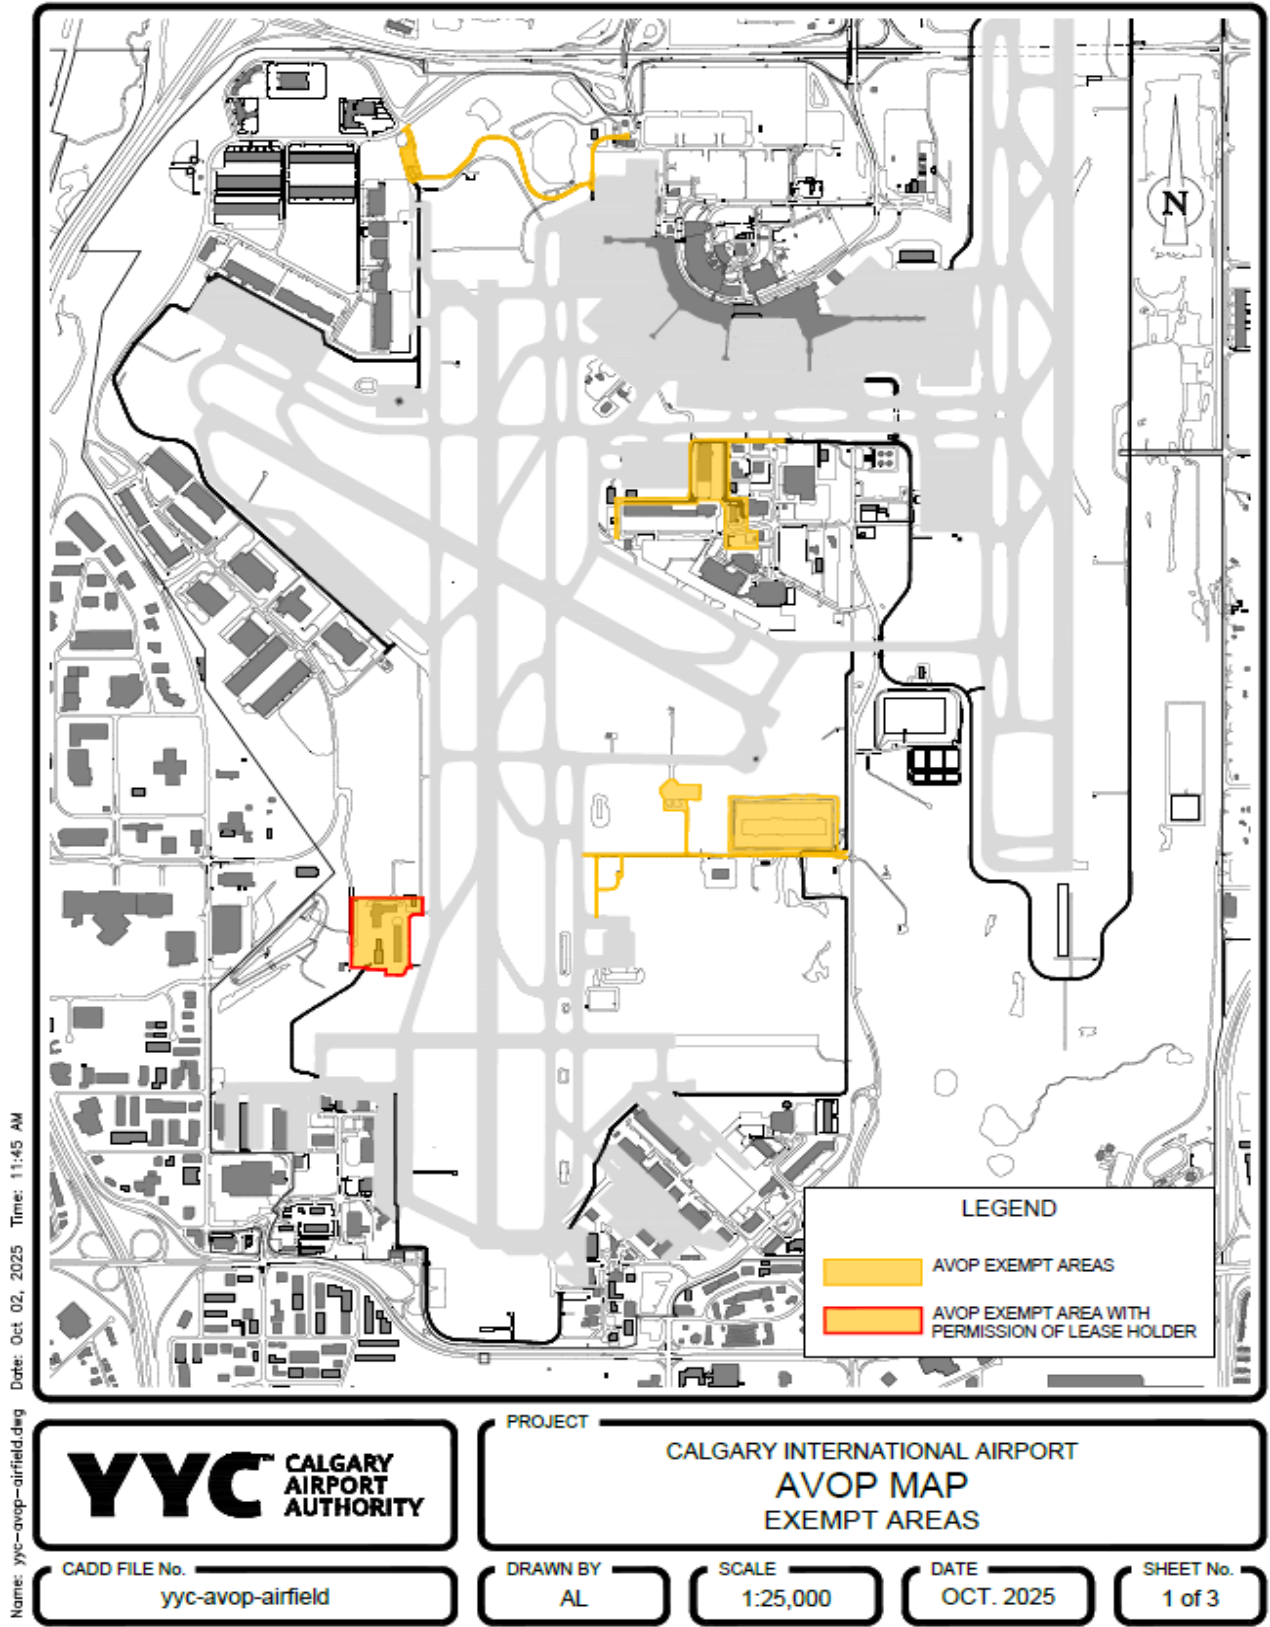 N
LEGEND
AVOP EXEMPT AREAS
AVOP EXEMPT AREA WITH
PERMISSION OF LEASE HOLDER
Name: yyc-avop-airfield.dwg Date: Oct 02, 2025 Time: 11:45 AM
YYC™
CALGARY
AIRPORT
AUTHORITY
PROJECT
CALGARY INTERNATIONAL AIRPORT
AVOP MAP
EXEMPT AREAS
CADD FILE No.
yyc-avop-airfield
DRAWN BY
AL
SCALE
1:25,000
DATE
OCT. 2025
SHEET No.
1 of 3